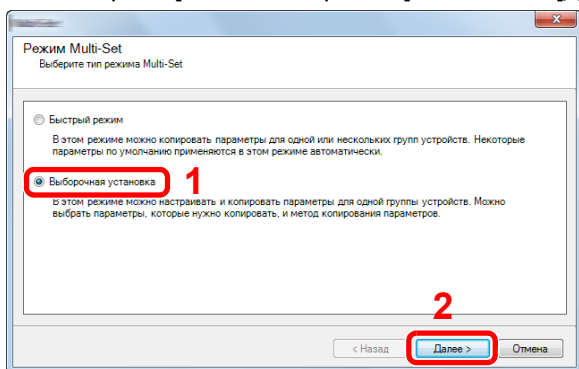 Режим Multi-Set
Выберите тип режима Multi-Set
Быстрый режим
В этом режиме можно копировать параметры для одной или нескольких групп устройств. Некоторые
параметры по умолчанию применяются в этом режиме автоматически.
Выборочная установка 1
В этом режиме можно настраивать и копировать параметры для одной группы устройств. Можно
выбрать параметры, которые нужно копировать, и метод копирования параметров.
2
< Назад Далее > Отмена